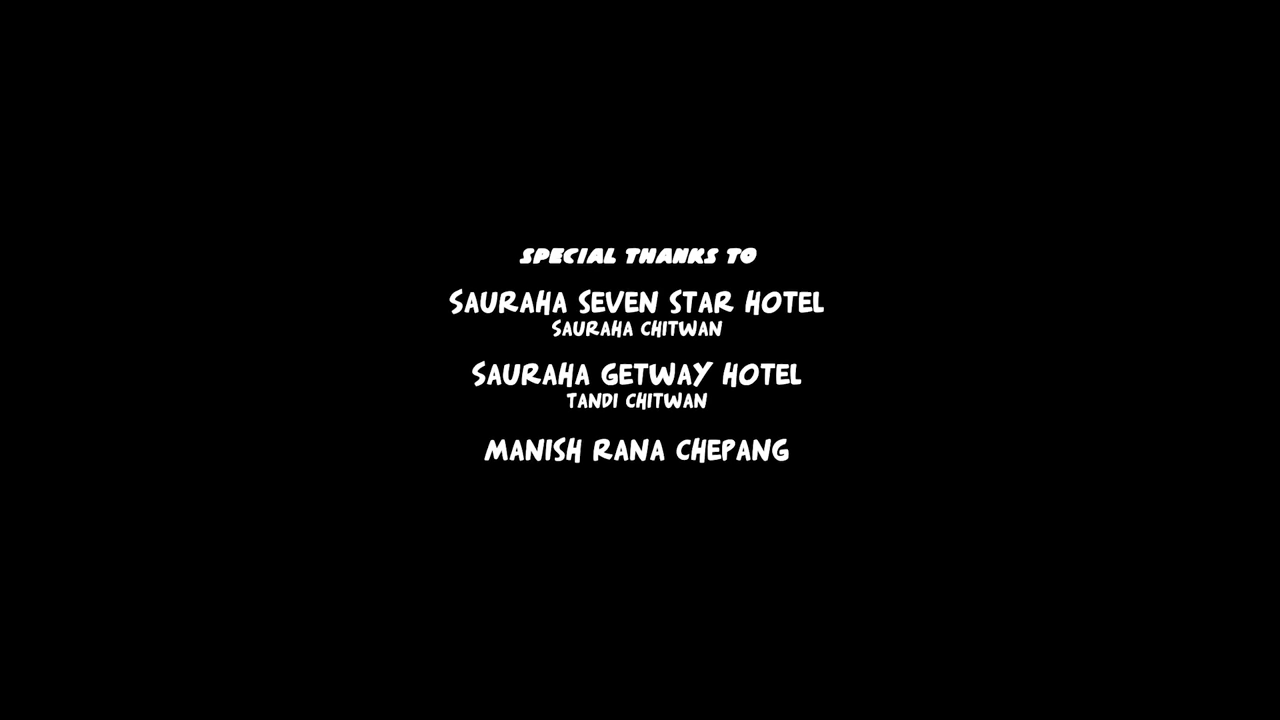 SPECIAL THANKS TO
SAURAHA SEVEN STAR HOTEL
SAURAHA CHITWAN
SAURAHA GETWAY HOTEL
TANDI CHITWAN
MANISH RANA CHEPANG